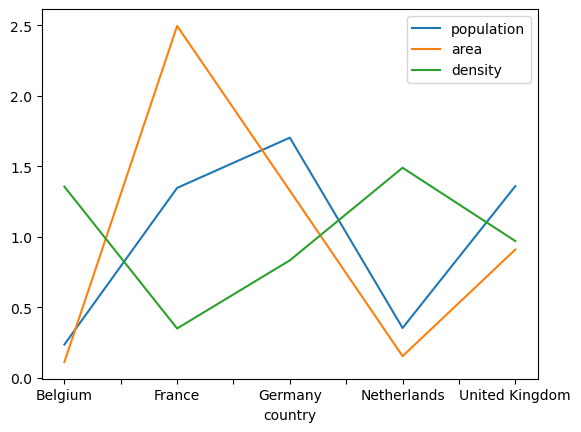 2.5
population
area
density
2.0
1.5
1.0
0.5
0.0
Belgium France Germany Netherlands United Kingdom
country